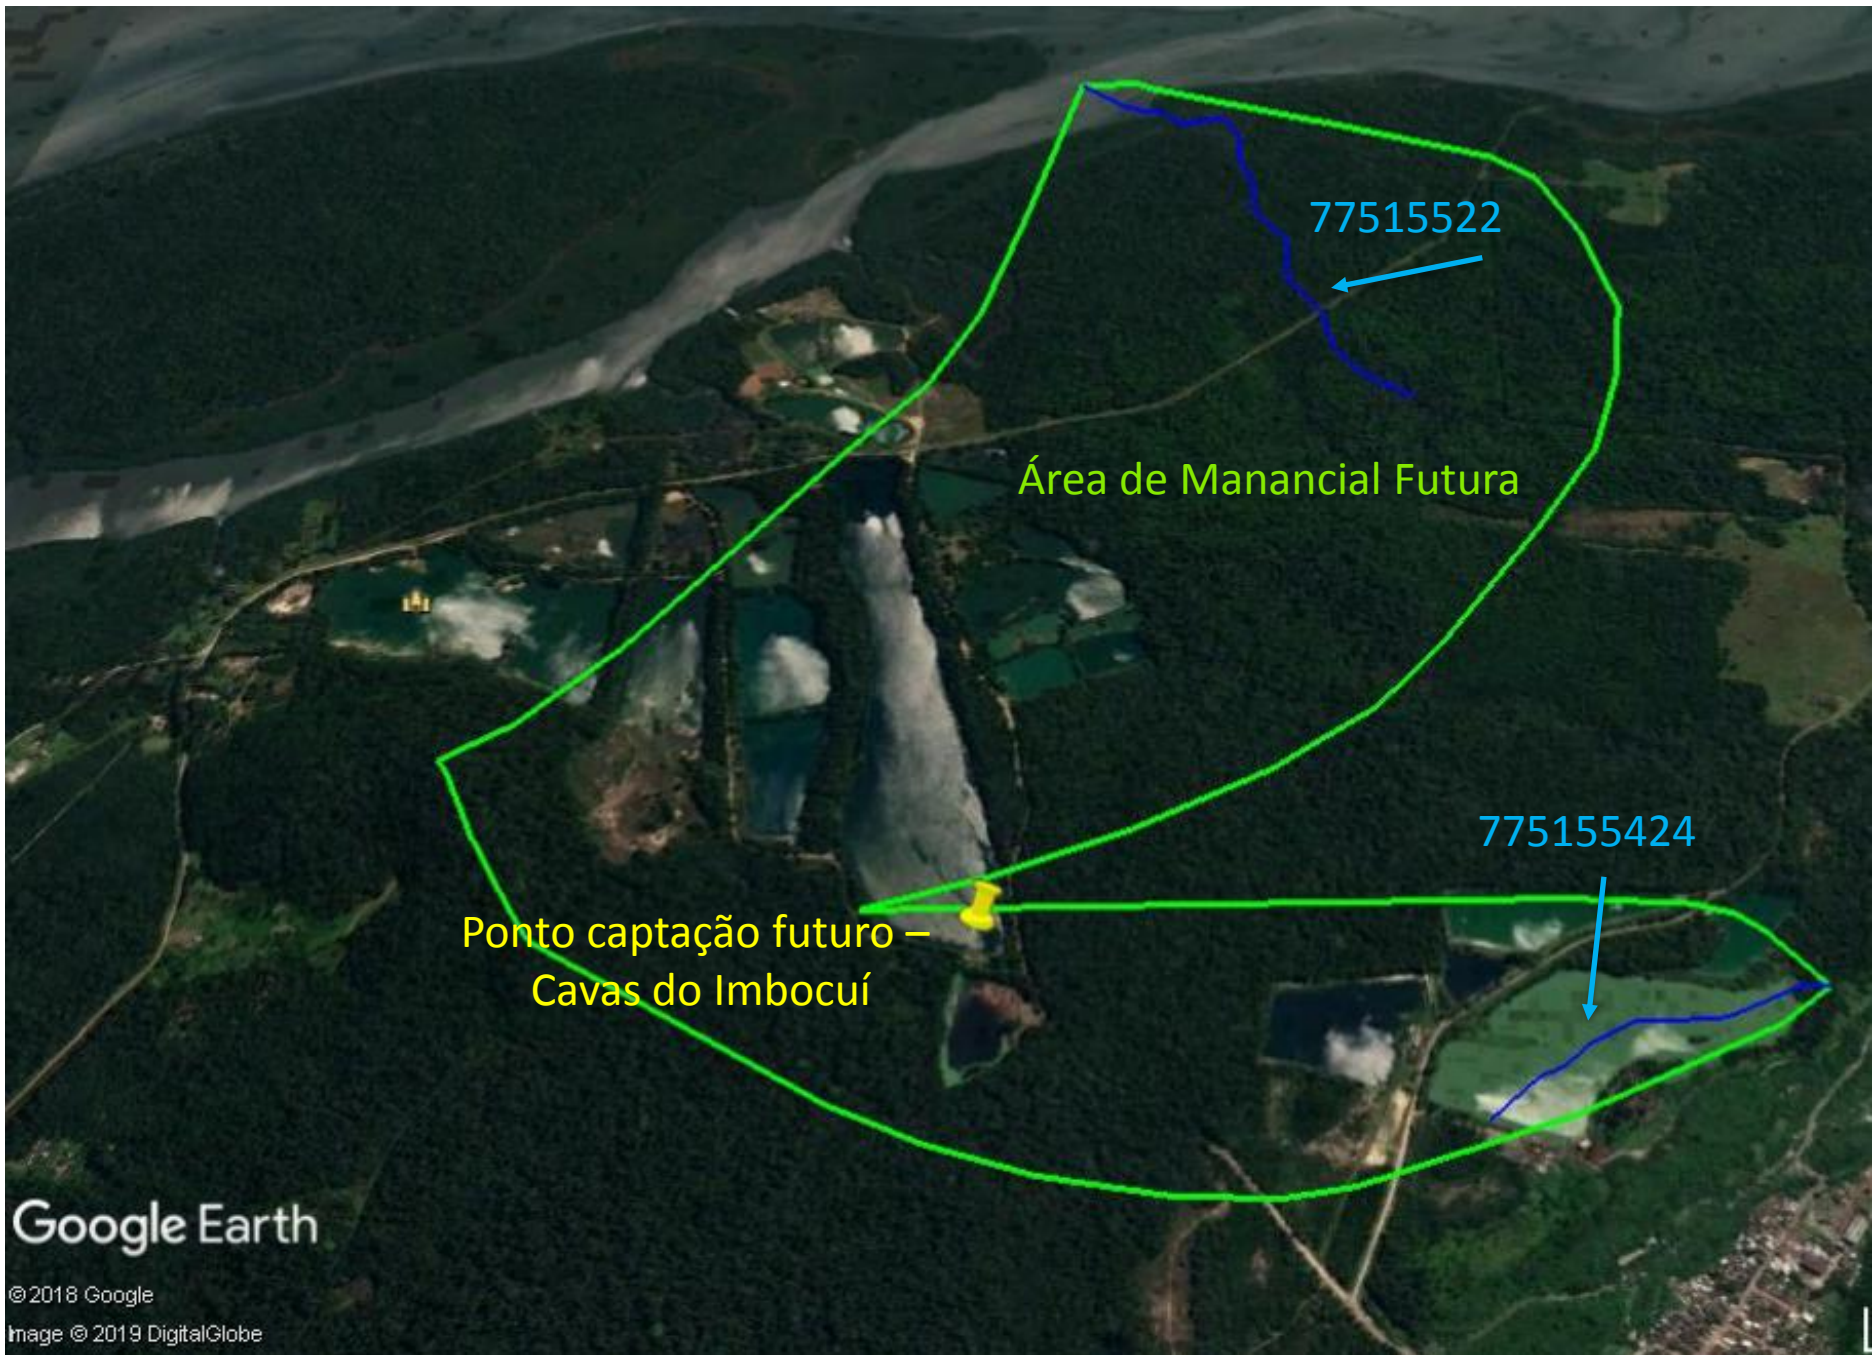 77515522
Área de Manancial Futura
775155424
Ponto captação futuro –
Cavas do Imbocuí
Google Earth
©2018 Google
Image © 2019 DigitalGlobe